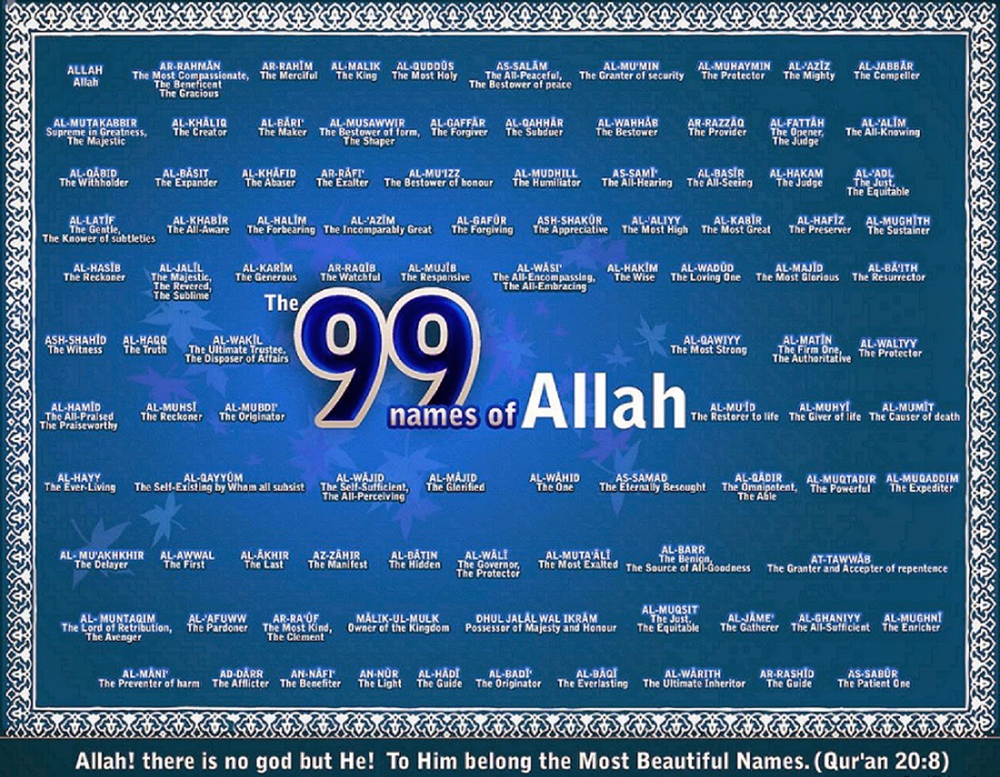 ALLAH
Allah
AR-RAHMÂN
The Most Compassionate,
The Beneficent
The Gracious
AR-RAHÎM
The Merciful
AL-MALIK
The King
AL-QUDDÛS
The Most Holy
AS-SALÂM
The All-Peaceful,
The Bestower of peace
AL-MU'MIN
The Granter of security
AL-MUHAYMIN
The Protector
AL-'AZÎZ
The Mighty
AL-JABBÂR
The Compeller
AL-MUTAKABBIR
Supreme in Greatness,
The Majestic
AL-KHÂLIQ
The Creator
AL-BÂRI'
The Maker
AL-MUSAWWIR
The Bestower of form,
The Shaper
AL-GAFFÂR
The Forgiver
AL-QAHHÂR
The Subduer
AL-WAHHÂB
The Bestower
AR-RAZZÂQ
The Provider
AL-FATTÂH
The Opener,
The Judge
AL-'ALÎM
The All-Knowing
AL-QÂBID
The Withholder
AL-BÂSIT
The Expander
AL-KHÂFID
The Abaser
AR-RÂFI'
The Exalter
AL-MU'IZZ
The Bestower of honour
AL-MUDHILL
The Humiliator
AS-SAMÎ'
The All-Hearing
AL-BASÎR
The All-Seeing
AL-HAKAM
The Judge
AL-'ADL
The Just,
The Equitable
AL-LATÎF
The Gentle,
The Knower of subtleties
AL-KHABÎR
The All-Aware
AL-HALÎM
The Forbearing
AL-'AZÎM
The Incomparably Great
AL-GAFÛR
The Forgiving
ASH-SHAKÛR
The Appreciative
AL-'ALIYY
The Most High
AL-KABÎR
The Most Great
AL-HAFÎZ
The Preserver
AL-MUGHÎTH
The Sustainer
AL-HASÎB
The Reckoner
AL-JALÎL
The Majestic,
The Revered,
The Sublime
AL-KARÎM
The Generous
AR-RAQÎB
The Watchful
AL-MUJÎB
The Responsive
AL-WÂSI'
The All-Encompassing,
The All-Embracing
AL-HAKÎM
The Wise
AL-WADÛD
The Loving One
AL-MAJÎD
The Most Glorious
AL-BÂ'ITH
The Resurrector
ASH-SHAHÎD
The Witness
AL-HAQQ
The Truth
AL-WAKÎL
The Ultimate Trustee,
The Disposer of Affairs
The
99
names of Allah
AL-QAWIYY
The Most Strong
AL-MATÎN
The Firm One,
The Authoritative
AL-WALIYY
The Protector
AL-HAMÎD
The All-Praised
The Praiseworthy
AL-MUHSÎ
The Reckoner
AL-MUBDI'
The Originator
AL-MU'ÎD
The Restorer to life
AL-MUHYÎ
The Giver of life
AL-MUMÎT
The Causer of death
AL-HAYY
The Ever-Living
AL-QAYYÛM
The Self-Existing by Whom all subsist
AL-WÂJID
The Self-Sufficient,
The All-Perceiving
AL-MÂJID
The Glorified
AL-WÂHID
The One
AS-SAMAD
The Eternally Besought
AL-QÂDIR
The Omnipotent,
The Able
AL-MUQTADIR
The Powerful
AL-MUQADDIM
The Expediter
AL- MU'AKHKHIR
The Delayer
AL-AWWAL
The First
AL-ÂKHIR
The Last
AZ-ZÂHIR
The Manifest
AL-BÂTIN
The Hidden
AL-WÂLÎ
The Governor,
The Protector
AL-MUTA'ÂLÎ
The Most Exalted
AL-BARR
The Benign,
The Source of All-Goodness
AT-TAWWÂB
The Granter and Accepter of repentence
AL- MUNTAQIM
The Lord of Retribution,
The Avenger
AL-'AFUWW
The Pardoner
AR-RA'ÛF
The Most Kind,
The Clement
MÂLIK-UL-MULK
Owner of the Kingdom
DHUL JALÂL WAL IKRÂM
Possessor of Majesty and Honour
AL-MUQSIT
The Just,
The Equitable
AL-JÂME'
The Gatherer
AL-GHANIYY
The All-Sufficient
AL-MUGHNÎ
The Enricher
AL-MÂNI'
The Preventer of harm
AD-DÂRR
The Afflicter
AN-NÂFI'
The Benefiter
AN-NÛR
The Light
AL-HÂDÎ
The Guide
AL-BADÎ'
The Originator
AL-BÂQÎ
The Everlasting
AL-WÂRITH
The Ultimate Inheritor
AR-RASHÎD
The Guide
AS-SABÛR
The Patient One
Allah! there is no god but He! To Him belong the Most Beautiful Names. (Qur'an 20:8)